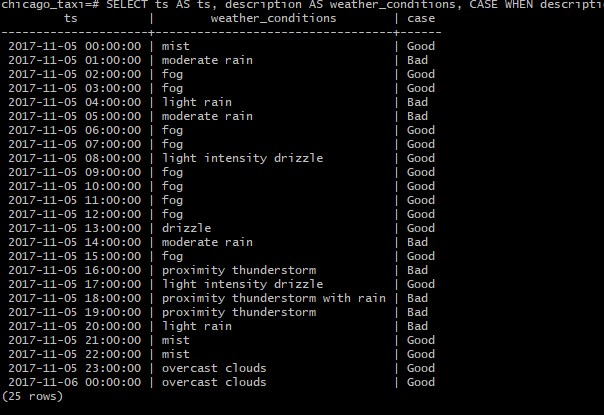 chicago_taxi=# SELECT ts AS ts, description AS weather_conditions, CASE WHEN descripti
ts | weather_conditions | case
---------------------+--------------------------------+------
2017-11-05 00:00:00 | mist | Good
2017-11-05 01:00:00 | moderate rain | Bad
2017-11-05 02:00:00 | fog | Good
2017-11-05 03:00:00 | fog | Good
2017-11-05 04:00:00 | light rain | Bad
2017-11-05 05:00:00 | moderate rain | Bad
2017-11-05 06:00:00 | fog | Good
2017-11-05 07:00:00 | fog | Good
2017-11-05 08:00:00 | light intensity drizzle | Good
2017-11-05 09:00:00 | fog | Good
2017-11-05 10:00:00 | fog | Good
2017-11-05 11:00:00 | fog | Good
2017-11-05 12:00:00 | fog | Good
2017-11-05 13:00:00 | drizzle | Good
2017-11-05 14:00:00 | moderate rain | Bad
2017-11-05 15:00:00 | fog | Good
2017-11-05 16:00:00 | proximity thunderstorm | Bad
2017-11-05 17:00:00 | light intensity drizzle | Good
2017-11-05 18:00:00 | proximity thunderstorm with rain | Bad
2017-11-05 19:00:00 | proximity thunderstorm | Bad
2017-11-05 20:00:00 | light rain | Bad
2017-11-05 21:00:00 | mist | Good
2017-11-05 22:00:00 | mist | Good
2017-11-05 23:00:00 | overcast clouds | Good
2017-11-06 00:00:00 | overcast clouds | Good
(25 rows)